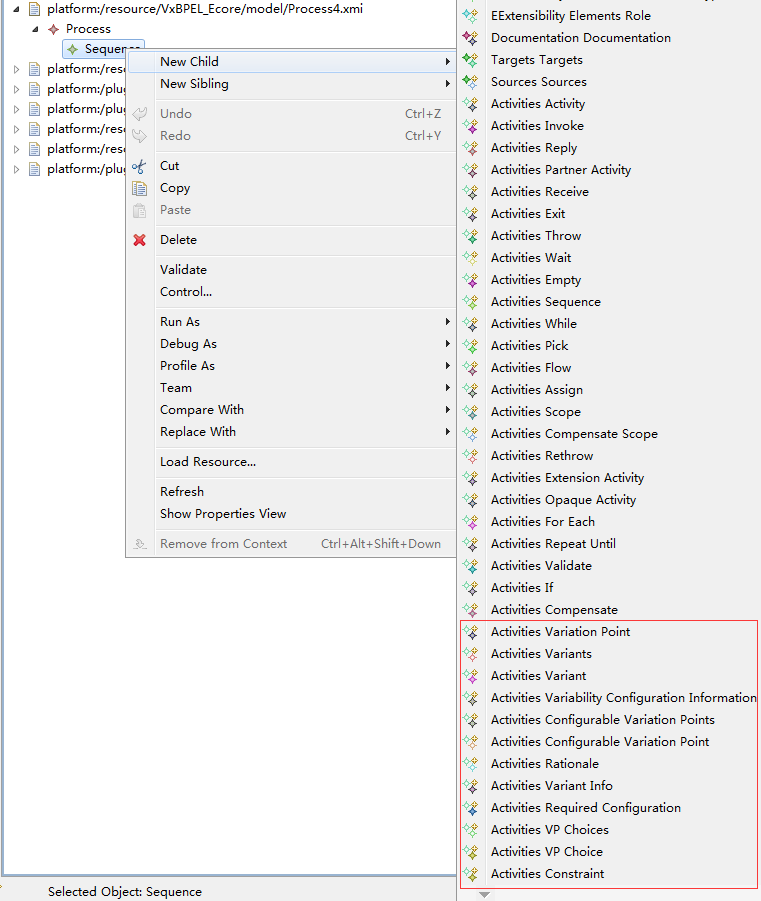 platform:/resource/VxBPEL_Ecore/model/Process4.xmi
Process
Sequence
platform:/reso
platform:/plug
platform:/plug
platform:/reso
platform:/reso
platform:/plug
New Child
New Sibling
Undo Ctrl+Z
Redo Ctrl+Y
Cut
Copy
Paste
Delete
Validate
Control...
Run As
Debug As
Profile As
Team
Compare With
Replace With
Load Resource...
Refresh
Show Properties View
Remove from Context Ctrl+Alt+Shift+Down
EExtensibility Elements Role
Documentation Documentation
Targets Targets
Sources Sources
Activities Activity
Activities Invoke
Activities Reply
Activities Partner Activity
Activities Receive
Activities Exit
Activities Throw
Activities Wait
Activities Empty
Activities Sequence
Activities While
Activities Pick
Activities Flow
Activities Assign
Activities Scope
Activities Compensate Scope
Activities Rethrow
Activities Extension Activity
Activities Opaque Activity
Activities For Each
Activities Repeat Until
Activities Validate
Activities If
Activities Compensate
Activities Variation Point
Activities Variants
Activities Variant
Activities Variability Configuration Information
Activities Configurable Variation Points
Activities Configurable Variation Point
Activities Rationale
Activities Variant Info
Activities Required Configuration
Activities VP Choices
Activities VP Choice
Activities Constraint
Selected Object: Sequence